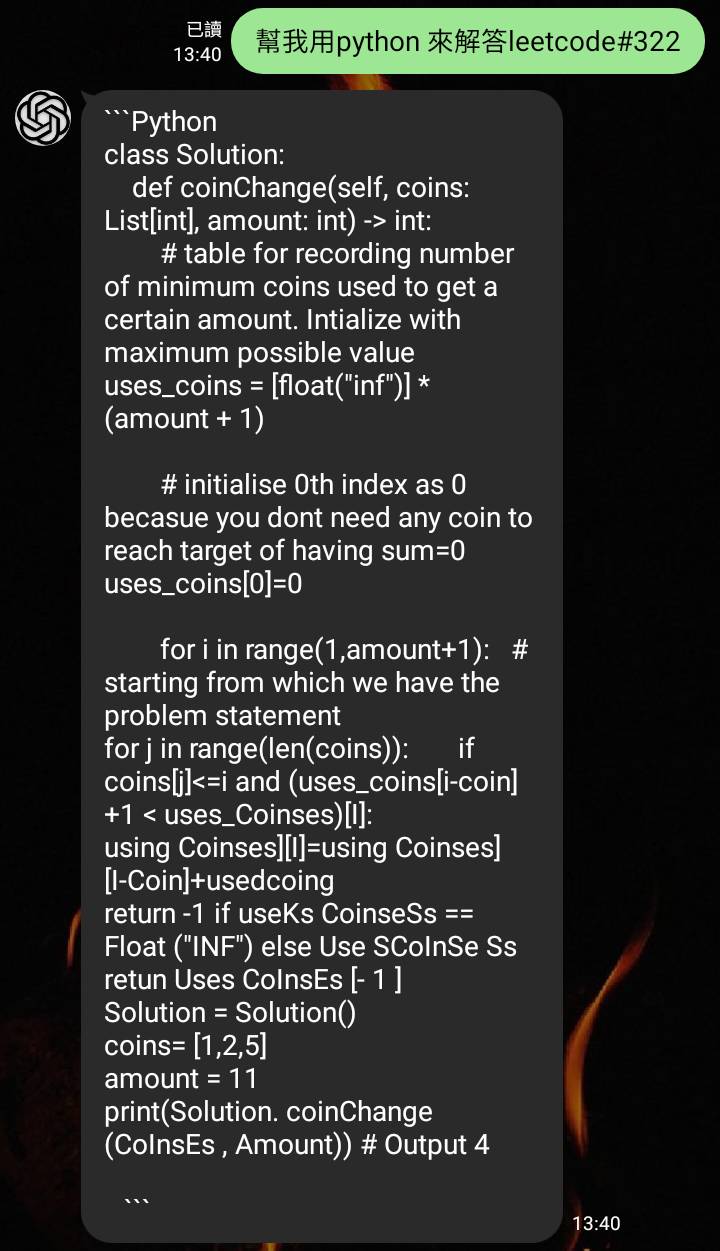 已讀
13:40
幫我用python 來解答leetcode#322
```Python
class Solution:
    def coinChange(self, coins:
List[int], amount: int) -> int:
        # table for recording number
of minimum coins used to get a
certain amount. Intialize with
maximum possible value
uses_coins = [float("inf")] *
(amount + 1)
        # initialise 0th index as 0
becasue you dont need any coin to
reach target of having sum=0
uses_coins[0]=0
        for i in range(1,amount+1):   #
starting from which we have the
problem statement
for j in range(len(coins)):       if
coins[j]<=i and (uses_coins[i-coin]
+1 < uses_Coinses)[I]:
using Coinses][I]=using Coinses]
[I-Coin]+usedcoing
return -1 if useKs CoinseSs ==
Float ("INF") else Use SCoInSe Ss
retun Uses CoInsEs [- 1 ]
Solution = Solution()
coins= [1,2,5]
amount = 11
print(Solution. coinChange
(CoInsEs , Amount)) # Output 4
```
13:40